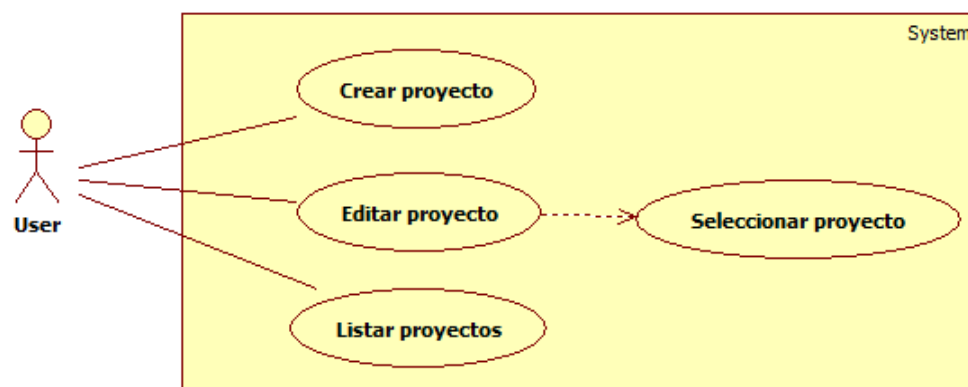 System
Crear proyecto
User
Editar proyecto
Seleccionar proyecto
Listar proyectos